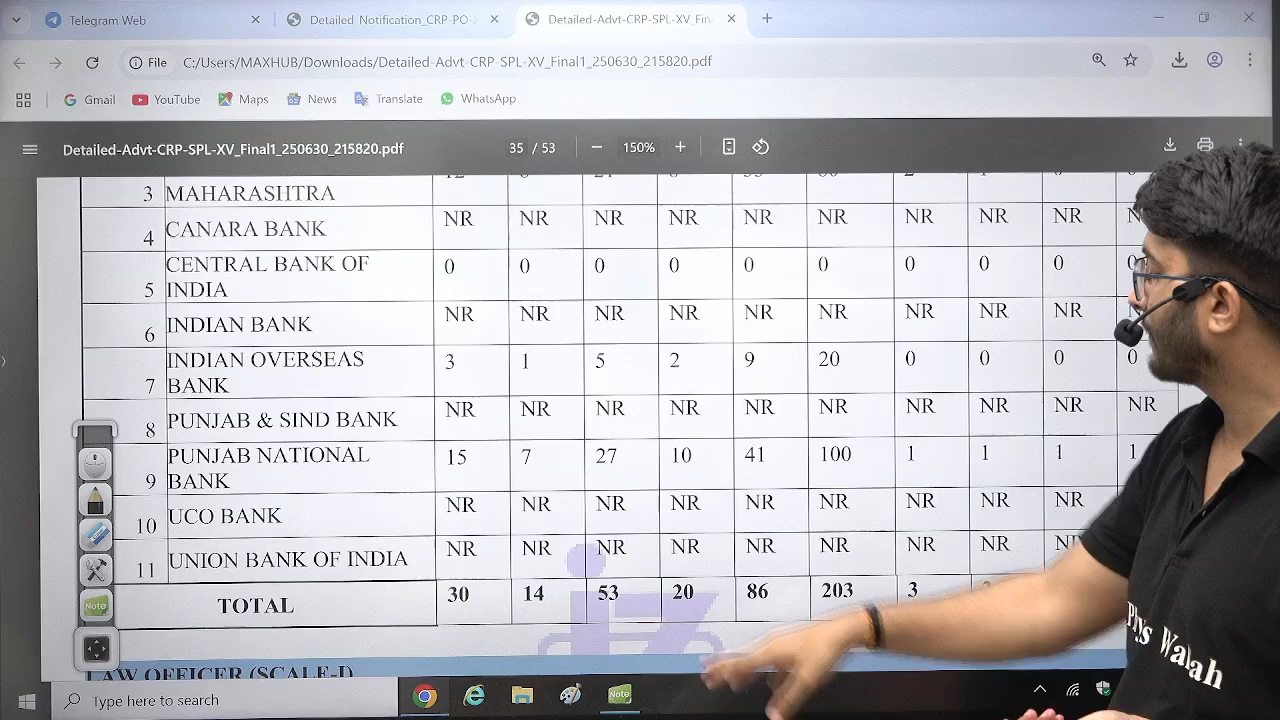 Telegram Web
Detailed Notification_CRP-PO-X
Detailed-Advt-CRP-SPL-XV_Fin
File C:/Users/MAXHUB/Downloads/Detailed-Advt-CRP-SPL-XV_Final1_250630_215820.pdf
Gmail YouTube Maps News Translate WhatsApp
Detailed-Advt-CRP-SPL-XV_Final1_250630_215820.pdf 35 / 53 150%
3 MAHARASHTRA
4 CANARA BANK NR NR NR NR NR NR NR NR NR
5 CENTRAL BANK OF INDIA 0 0 0 0 0 0 0 0 0 0
6 INDIAN BANK NR NR NR NR NR NR NR NR NR
7 INDIAN OVERSEAS BANK 3 1 5 2 9 20 0 0 0 0
8 PUNJAB & SIND BANK NR NR NR NR NR NR NR NR NR NR
9 PUNJAB NATIONAL BANK 15 7 27 10 41 100 1 1 1 1
10 UCO BANK NR NR NR NR NR NR NR NR NR
11 UNION BANK OF INDIA NR NR NR NR NR NR NR NR
TOTAL 30 14 53 20 86 203 3
LAW OFFICER (SCALE-I)
Note
Type here to search
Note
Phys Walah